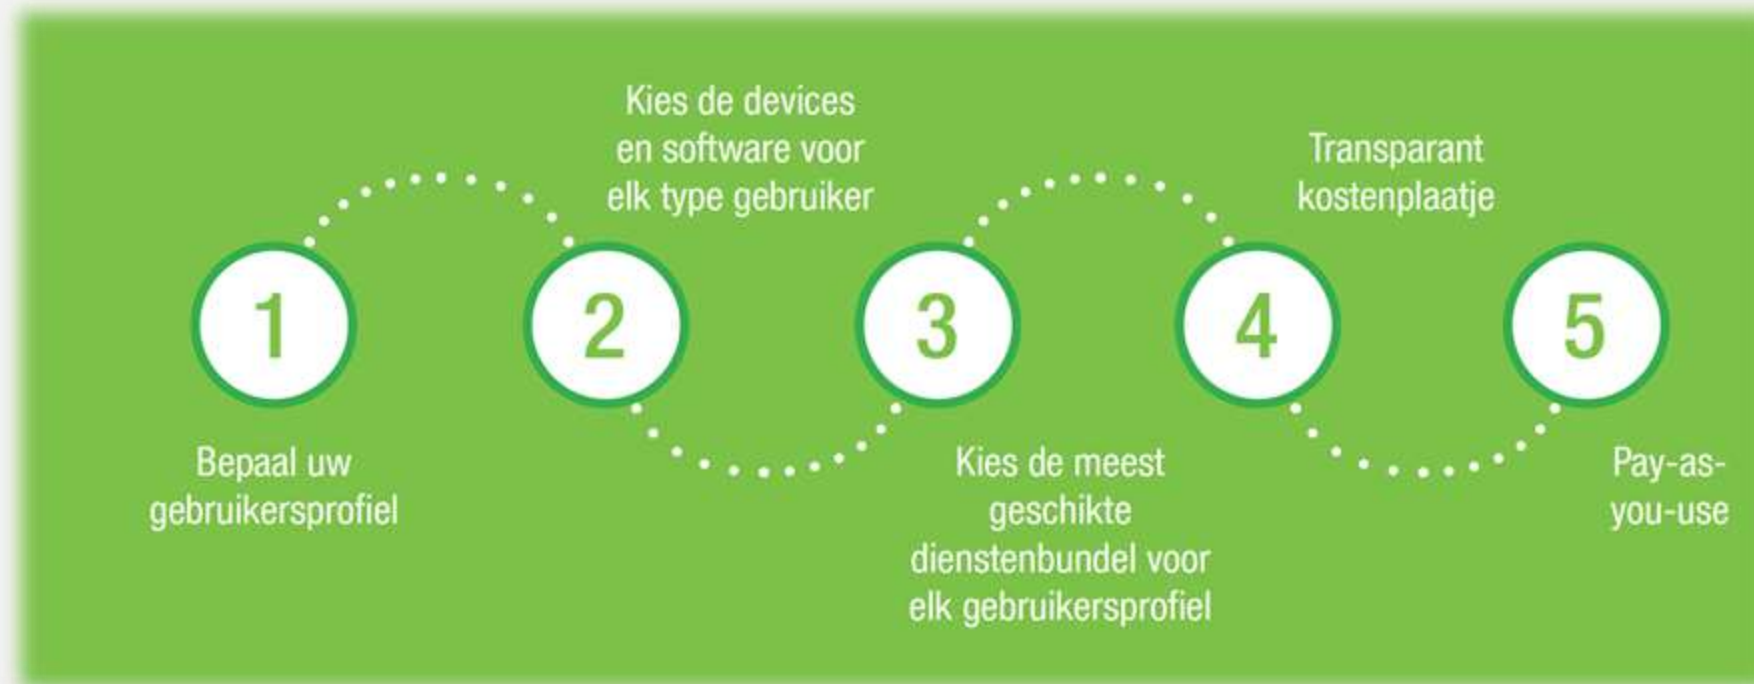 1
Bepaal uw
gebruikersprofiel
2
Kies de devices
en software voor
elk type gebruiker
3
Kies de meest
geschikte
dienstenbundel voor
elk gebruikersprofiel
4
Transparant
kostenplaatje
5
Pay-as-
you-use